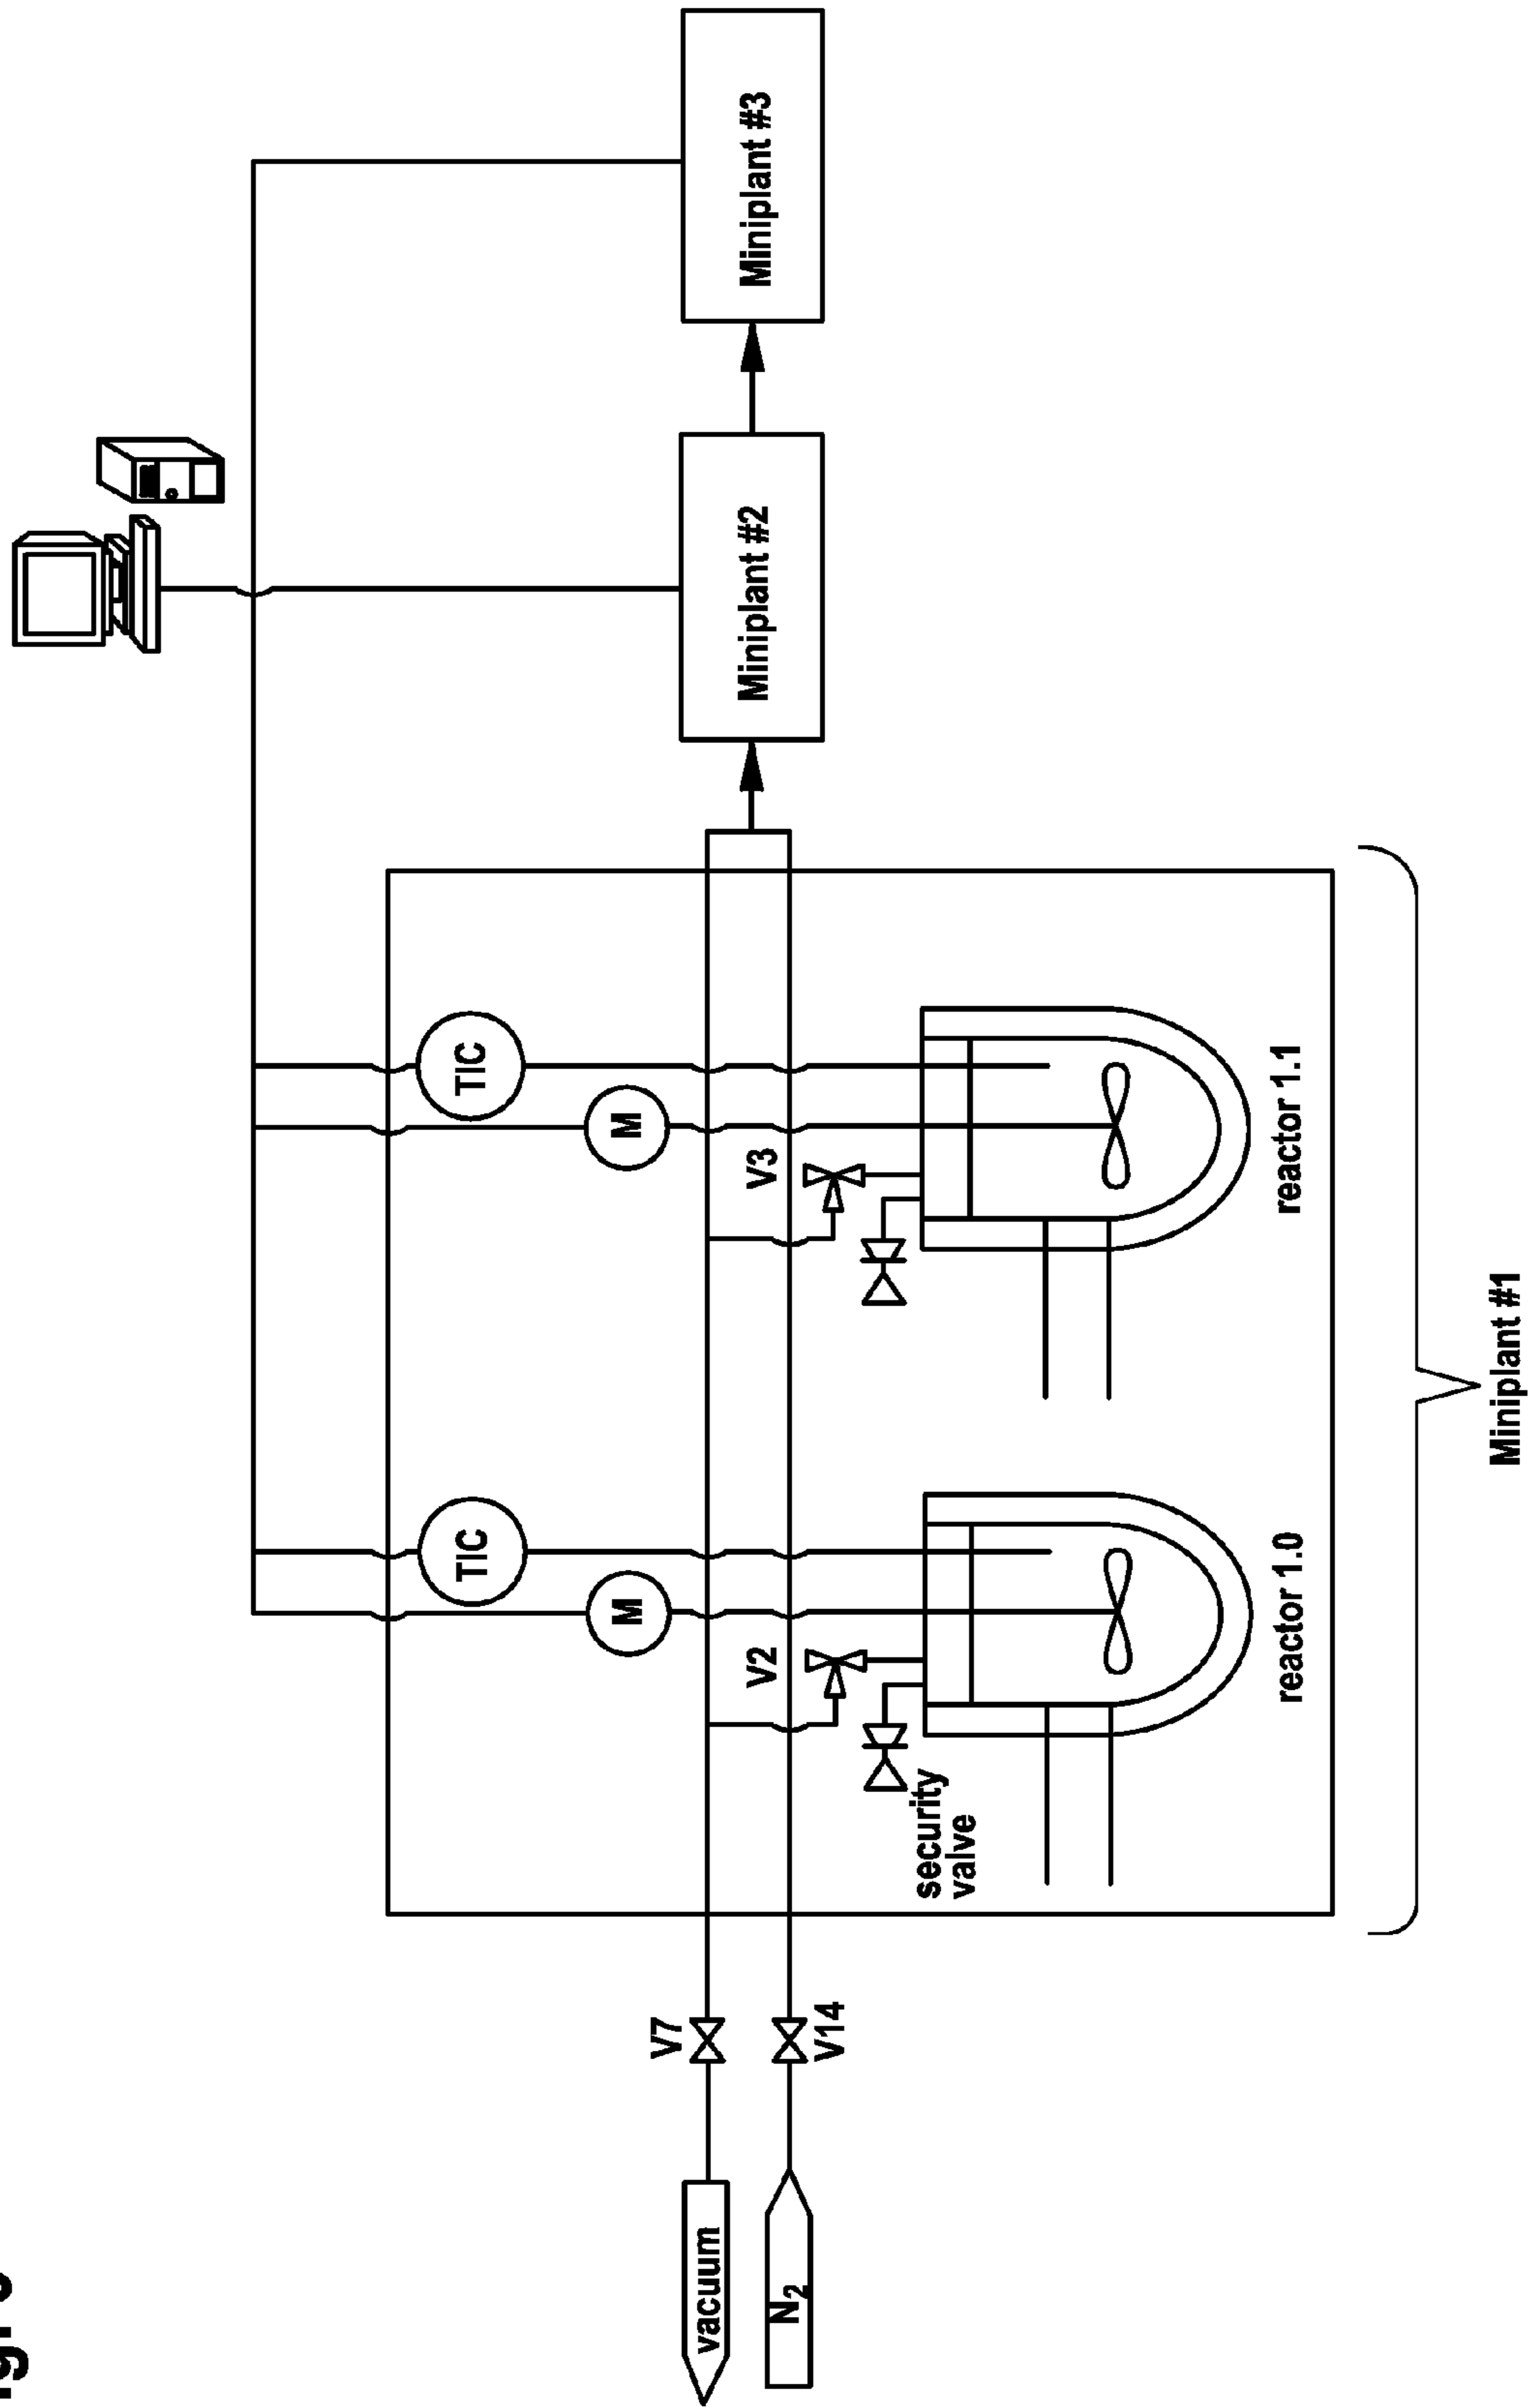 Miniplant #3
Miniplant #2
TIC
M
V3
reactor 1.1
TIC
M
V2
security
valve
reactor 1.0
V7
V14
vacuum
N₂
Miniplant #1